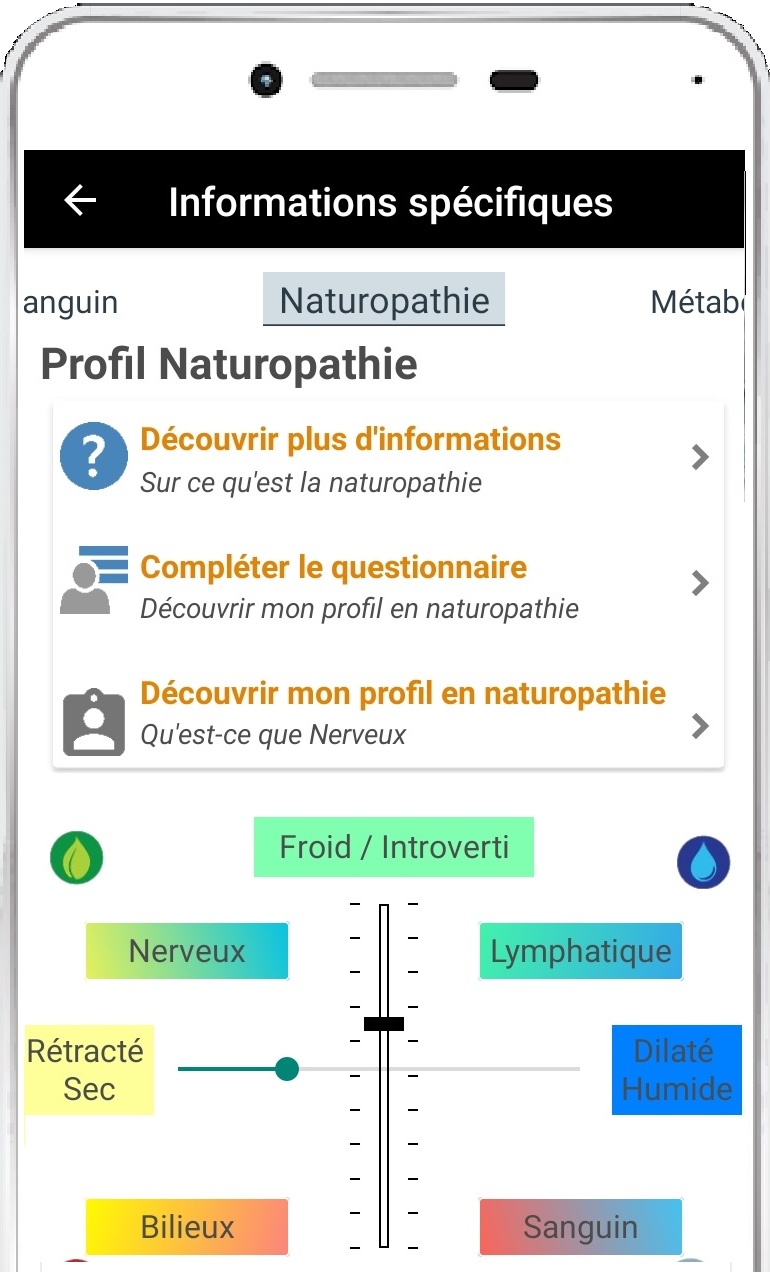 Informations spécifiques
anguin Naturopathie Métab
Profil Naturopathie
Découvrir plus d'informations
Sur ce qu'est la naturopathie
Compléter le questionnaire
Découvrir mon profil en naturopathie
Découvrir mon profil en naturopathie
Qu'est-ce que Nerveux
Froid / Introverti
Nerveux Lymphatique
Rétracté Dilaté
Sec Humide
Bilieux Sanguin